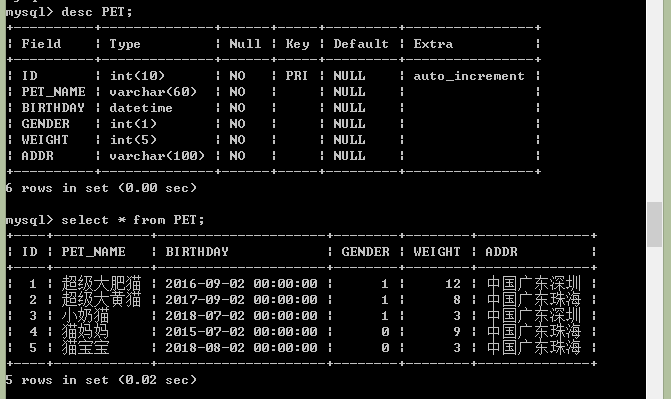 mysql> desc PET;
+-----------+--------------+------+-----+---------+----------------+
| Field     | Type         | Null | Key | Default | Extra          |
+-----------+--------------+------+-----+---------+----------------+
| ID        | int(10)      | NO   | PRI | NULL    | auto_increment |
| PET_NAME  | varchar(60)  | NO   |     | NULL    |                |
| BIRTHDAY  | datetime     | NO   |     | NULL    |                |
| GENDER    | int(1)       | NO   |     | NULL    |                |
| WEIGHT    | int(5)       | NO   |     | NULL    |                |
| ADDR      | varchar(100) | NO   |     | NULL    |                |
+-----------+--------------+------+-----+---------+----------------+
6 rows in set (0.00 sec)
mysql> select * from PET;
+----+------------+---------------------+--------+--------+--------------+
| ID | PET_NAME   | BIRTHDAY            | GENDER | WEIGHT | ADDR         |
+----+------------+---------------------+--------+--------+--------------+
|  1 | 超级大肥猫 | 2016-09-02 00:00:00 |      1 |     12 | 中国广东深圳 |
|  2 | 超级大黄猫 | 2017-09-02 00:00:00 |      1 |      8 | 中国广东珠海 |
|  3 | 小奶猫     | 2018-07-02 00:00:00 |      1 |      3 | 中国广东深圳 |
|  4 | 猫妈妈     | 2015-07-02 00:00:00 |      0 |      9 | 中国广东珠海 |
|  5 | 猫宝宝     | 2018-08-02 00:00:00 |      0 |      3 | 中国广东珠海 |
+----+------------+---------------------+--------+--------+--------------+
5 rows in set (0.02 sec)